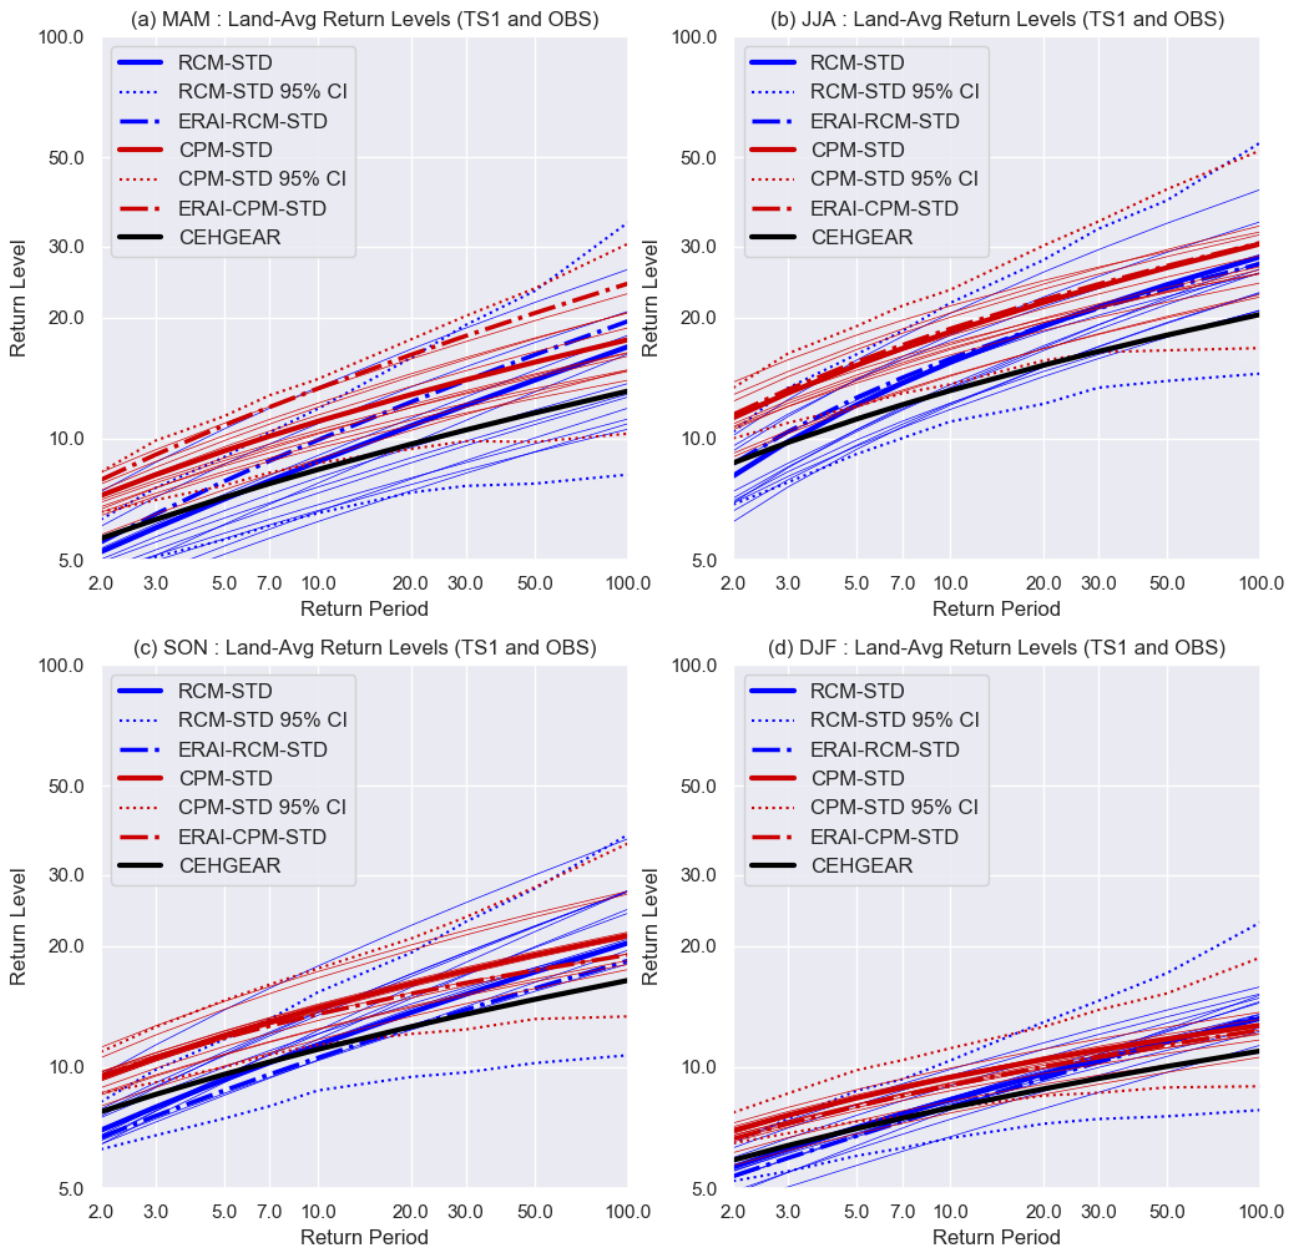 (a) MAM : Land-Avg Return Levels (TS1 and OBS)
100.0
50.0
30.0
20.0
10.0
5.0
Return Level
RCM-STD
RCM-STD 95% CI
ERAI-RCM-STD
CPM-STD
CPM-STD 95% CI
ERAI-CPM-STD
CEHGEAR
2.0 3.0 5.0 7.0 10.0 20.0 30.0 50.0 100.0
Return Period
(b) JJA : Land-Avg Return Levels (TS1 and OBS)
100.0
50.0
30.0
20.0
10.0
5.0
Return Level
RCM-STD
RCM-STD 95% CI
ERAI-RCM-STD
CPM-STD
CPM-STD 95% CI
ERAI-CPM-STD
CEHGEAR
2.0 3.0 5.0 7.0 10.0 20.0 30.0 50.0 100.0
Return Period
(c) SON : Land-Avg Return Levels (TS1 and OBS)
100.0
50.0
30.0
20.0
10.0
5.0
Return Level
RCM-STD
RCM-STD 95% CI
ERAI-RCM-STD
CPM-STD
CPM-STD 95% CI
ERAI-CPM-STD
CEHGEAR
2.0 3.0 5.0 7.0 10.0 20.0 30.0 50.0 100.0
Return Period
(d) DJF : Land-Avg Return Levels (TS1 and OBS)
100.0
50.0
30.0
20.0
10.0
5.0
Return Level
RCM-STD
RCM-STD 95% CI
ERAI-RCM-STD
CPM-STD
CPM-STD 95% CI
ERAI-CPM-STD
CEHGEAR
2.0 3.0 5.0 7.0 10.0 20.0 30.0 50.0 100.0
Return Period